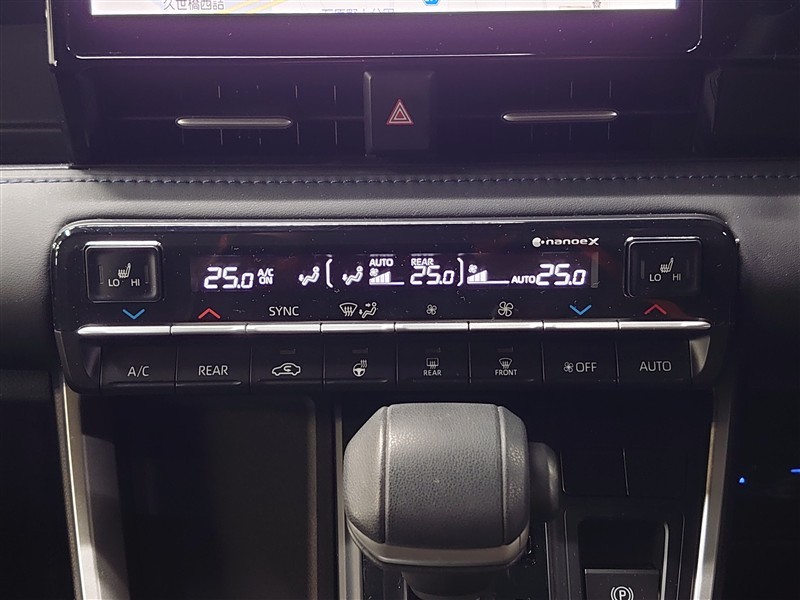 久世橋西詰
nanoeX
LO HI
25.0 A/C ON
AUTO
REAR
25.0
AUTO 25.0
LO HI
SYNC
A/C
REAR
REAR
FRONT
OFF
AUTO
P